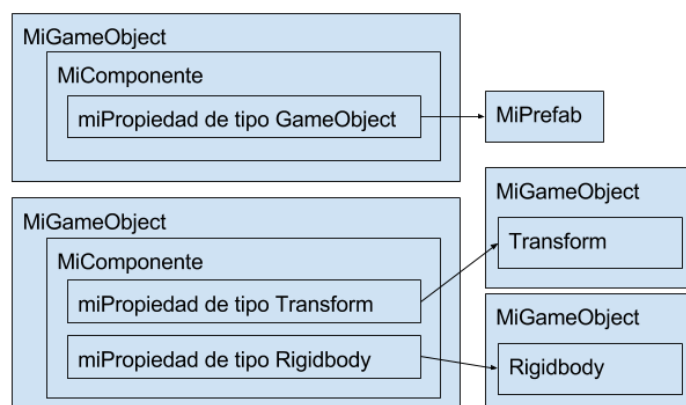 MiGameObject
MiComponente
miPropiedad de tipo GameObject
MiPrefab
MiGameObject
MiComponente
miPropiedad de tipo Transform
miPropiedad de tipo Rigidbody
MiGameObject
Transform
MiGameObject
Rigidbody